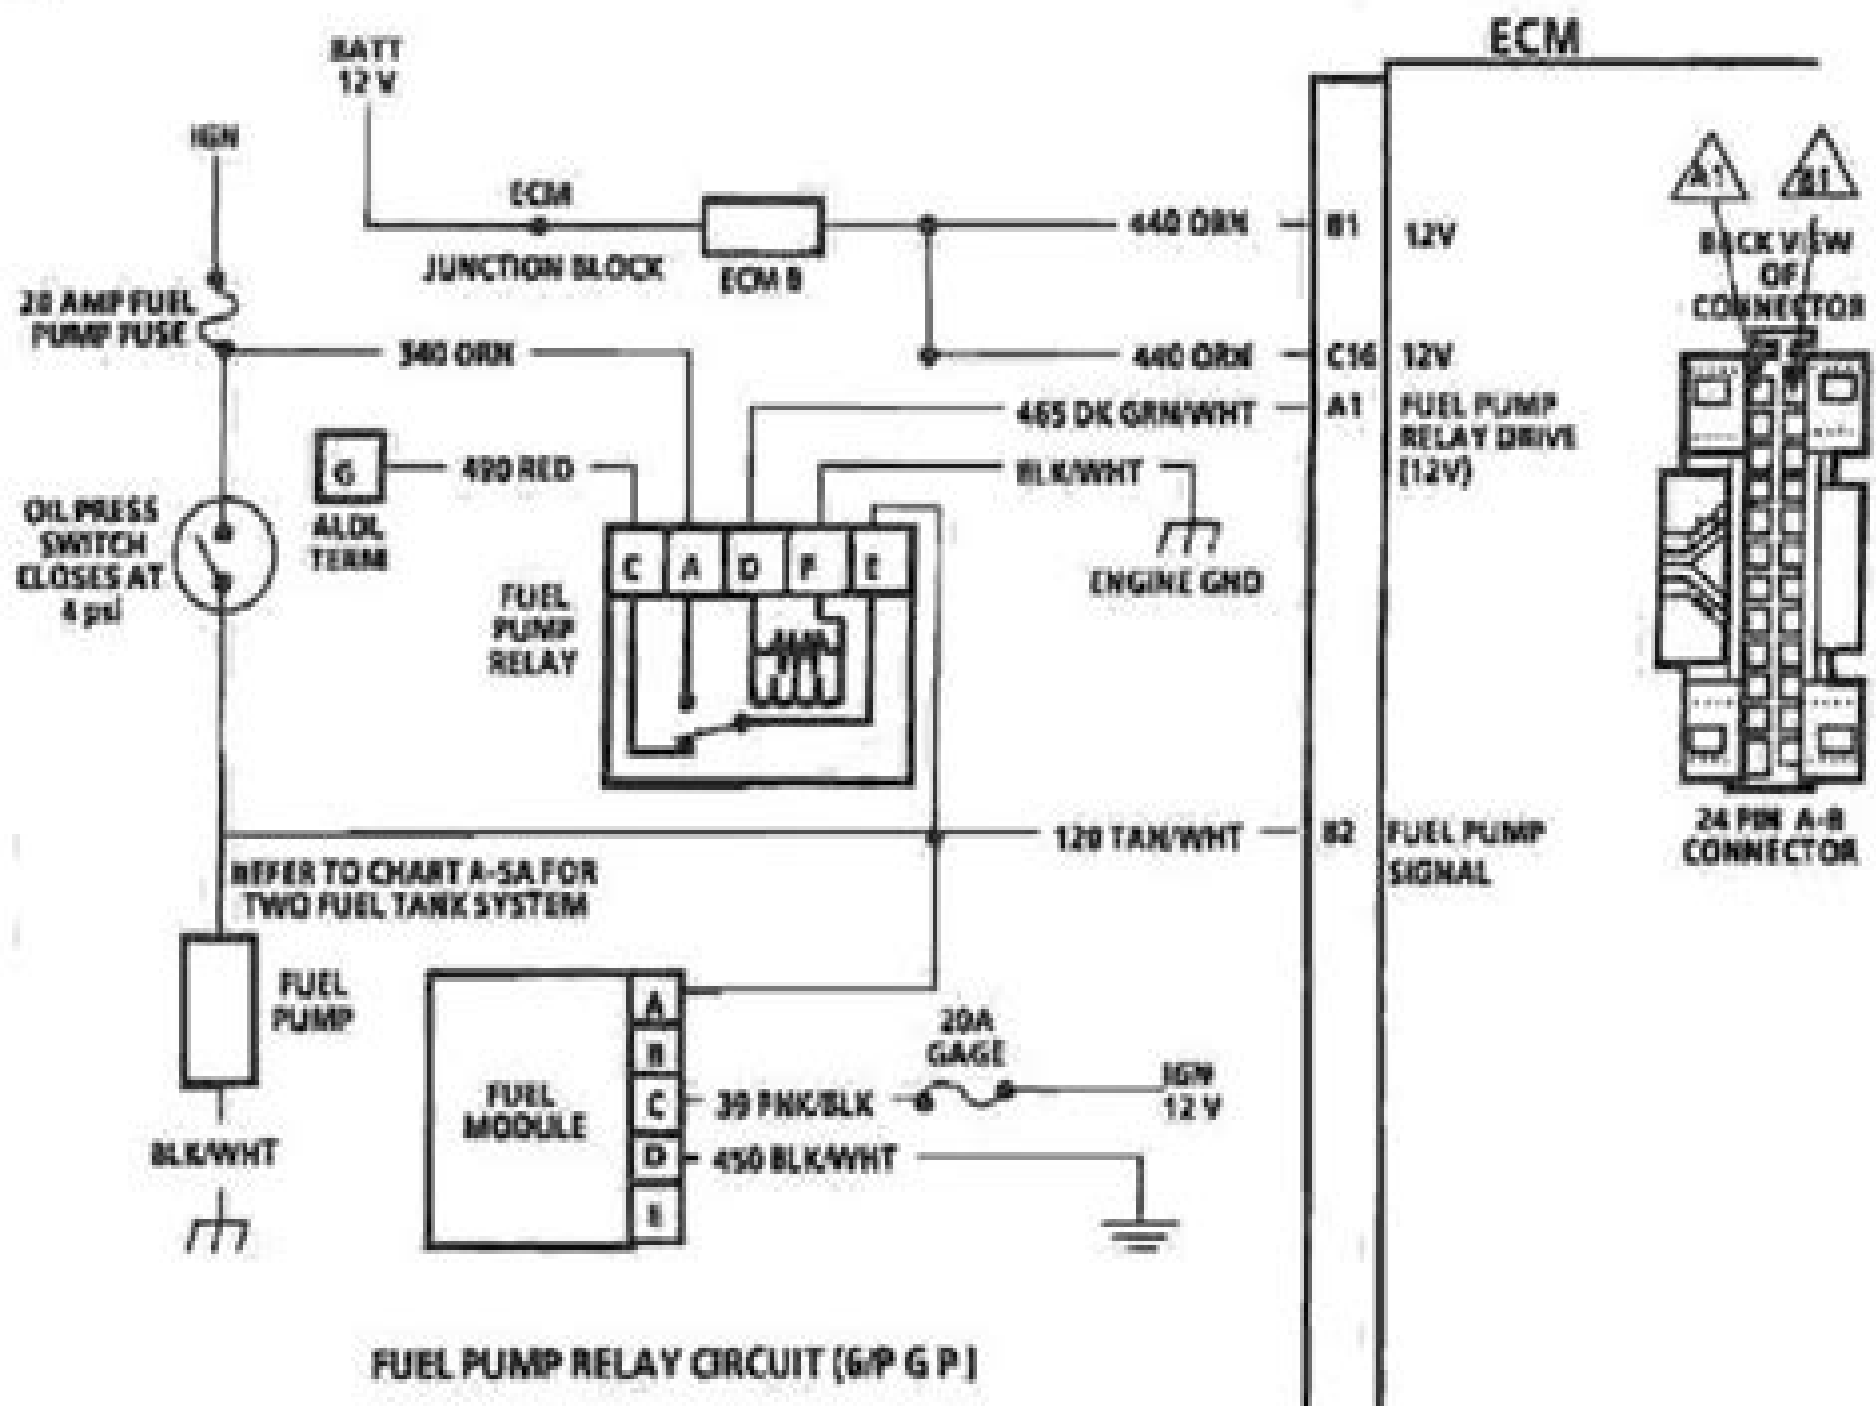 ECM
BATT
12 V
IGN
A1
B1
ECM
440 ORN
B1
12V
BACK VIEW
OF
CONNECTOR
JUNCTION BLOCK
ECM B
20 AMP FUEL
PUMP FUSE
340 ORN
440 ORN
C16
12V
465 DK GRN/WHT
A1
FUEL PUMP
RELAY DRIVE
(12V)
G
490 RED
BLK/WHT
OIL PRESS
SWITCH
CLOSES AT
4 psi
ALDL
TERM
C
A
D
F
E
ENGINE GND
FUEL
PUMP
RELAY
120 TAN/WHT
B2
FUEL PUMP
SIGNAL
24 PIN A-B
CONNECTOR
REFER TO CHART A-5A FOR
TWO FUEL TANK SYSTEM
FUEL
PUMP
A
B
C
D
E
20A
GAGE
FUEL
MODULE
39 PNK/BLK
IGN
12 V
450 BLK/WHT
BLK/WHT
FUEL PUMP RELAY CIRCUIT